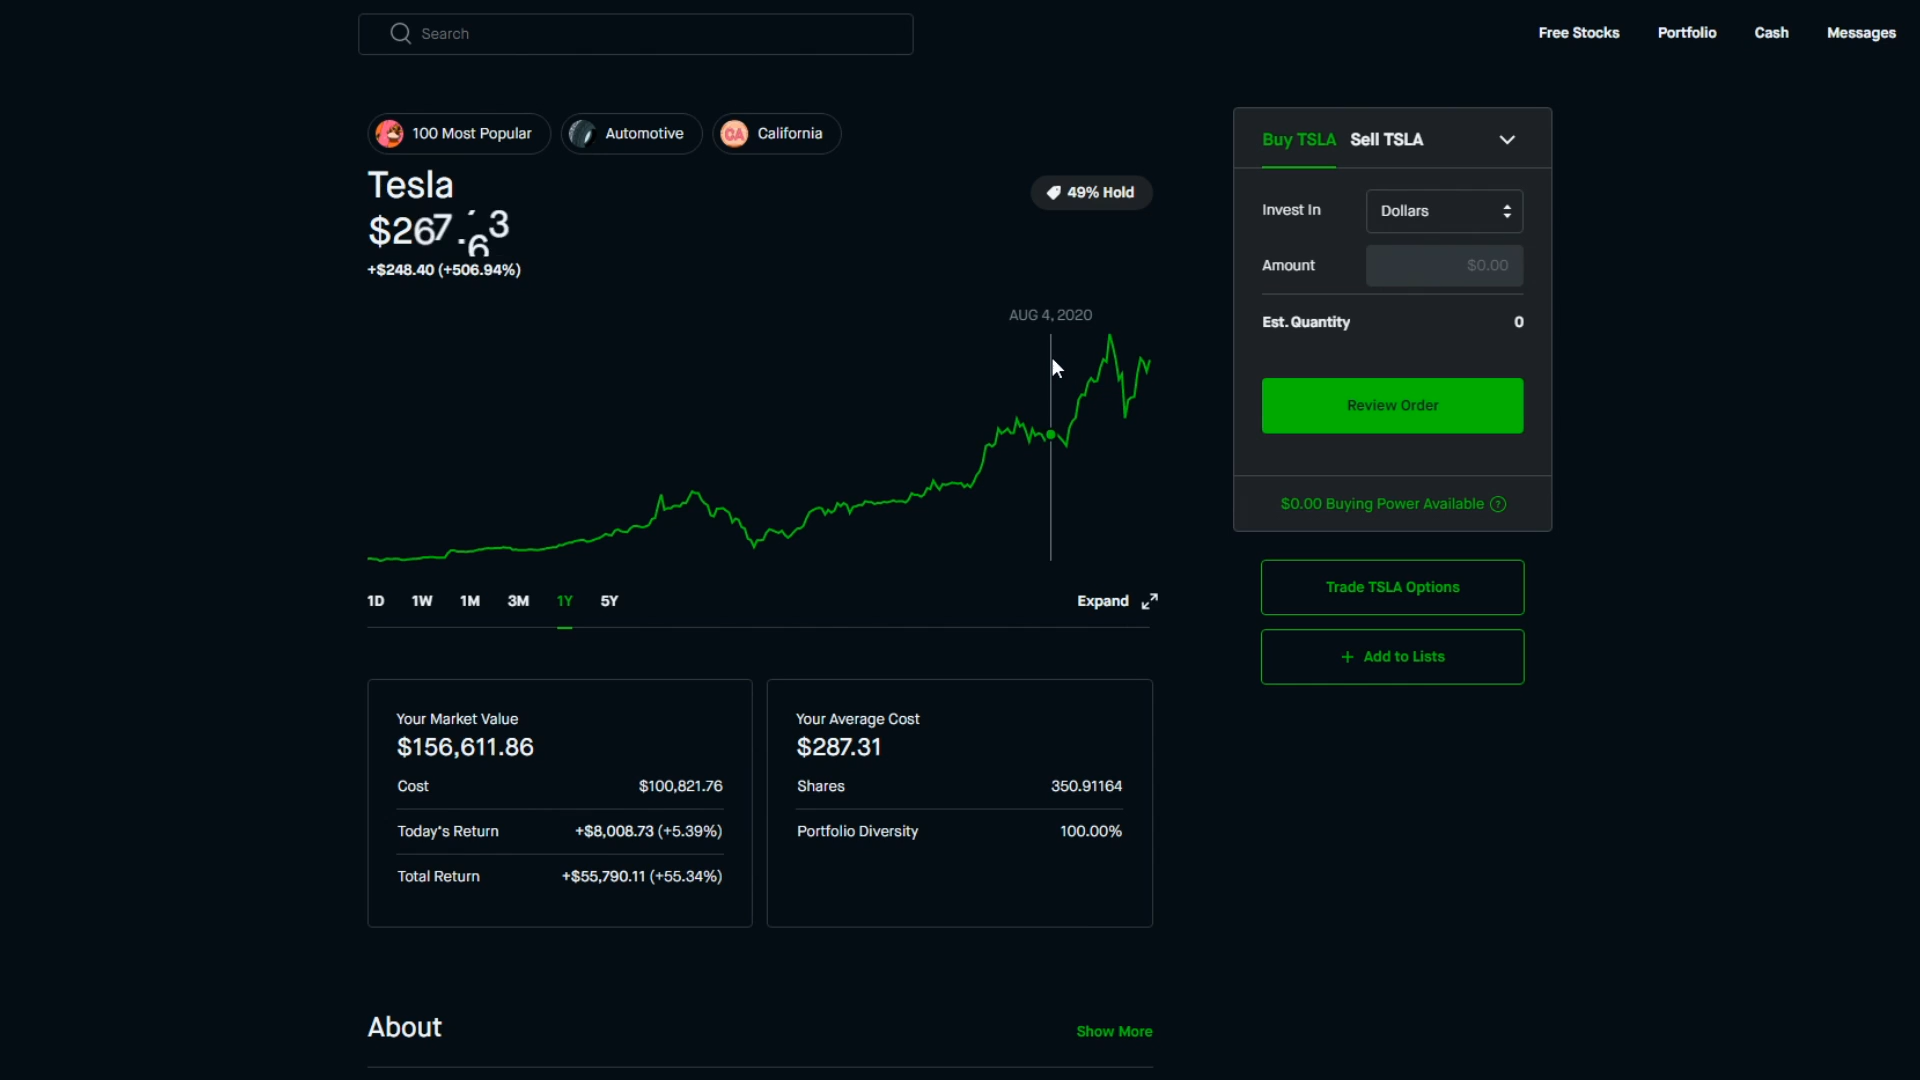 Search
Free Stocks Portfolio Cash Messages
100 Most Popular Automotive California
Tesla
49% Hold
+$248.40 (+506.94%)
AUG 4, 2020
1D 1W 1M 3M 1Y 5Y Expand
Your Market Value
$156,611.86
Cost $100,821.76
Today's Return +$8,008.73 (+5.39%)
Total Return +$55,790.11 (+55.34%)
Your Average Cost
$287.31
Shares 350.91164
Portfolio Diversity 100.00%
About Show More
Buy TSLA Sell TSLA
Invest In Dollars
Amount $0.00
Est. Quantity 0
Review Order
$0.00 Buying Power Available ?
Trade TSLA Options
+ Add to Lists